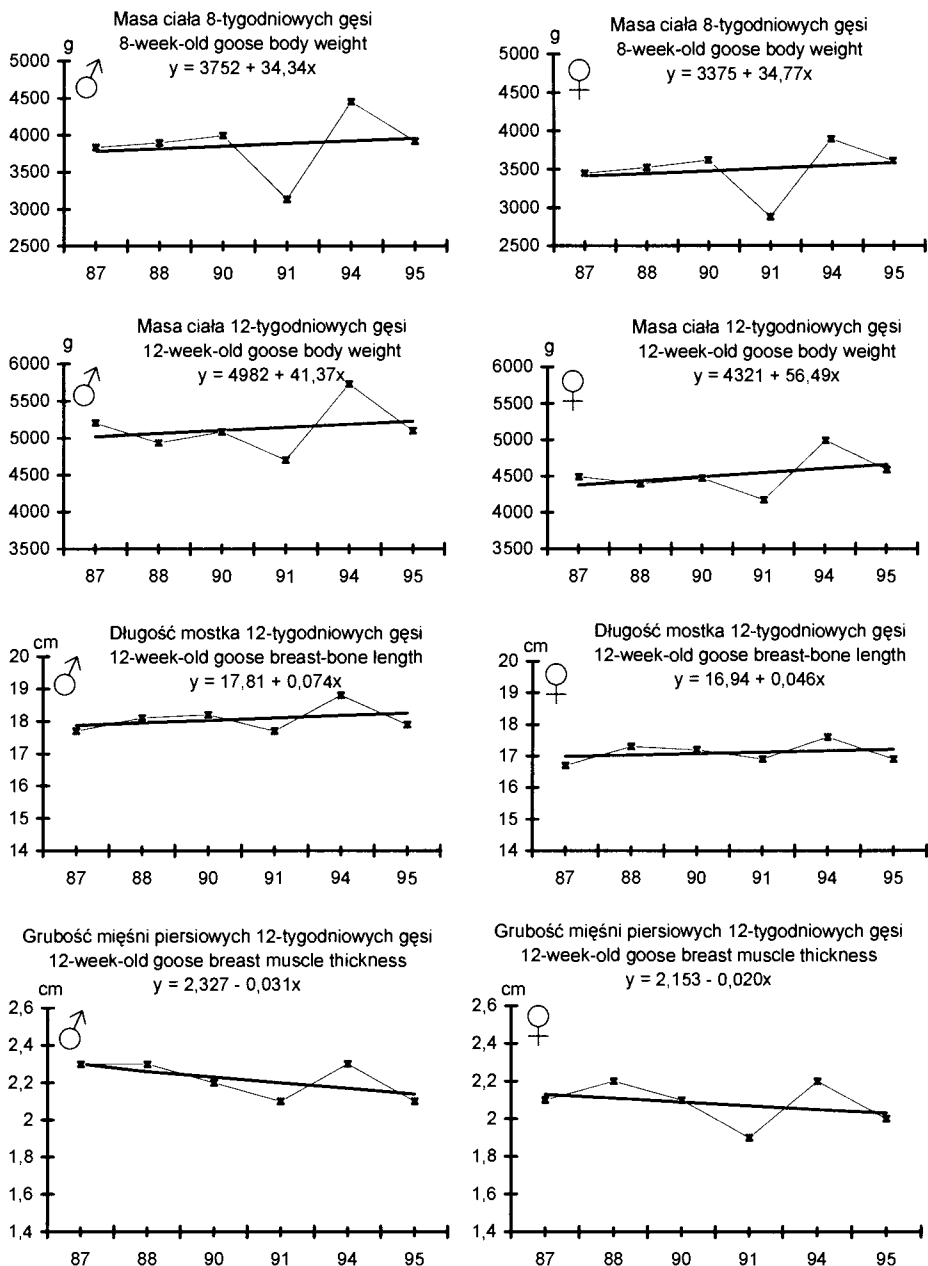 Masa ciała 8-tygodniowych gęsi
8-week-old goose body weight
y = 3752 + 34,34x
g
5000
4500
4000
3500
3000
2500
87 88 90 91 94 95
Masa ciała 8-tygodniowych gęsi
8-week-old goose body weight
y = 3375 + 34,77x
g
5000
4500
4000
3500
3000
2500
87 88 90 91 94 95
Masa ciała 12-tygodniowych gęsi
12-week-old goose body weight
y = 4982 + 41,37x
g
6000
5500
5000
4500
4000
3500
87 88 90 91 94 95
Masa ciała 12-tygodniowych gęsi
12-week-old goose body weight
y = 4321 + 56,49x
g
6000
5500
5000
4500
4000
3500
87 88 90 91 94 95
Długość mostka 12-tygodniowych gęsi
12-week-old goose breast-bone length
y = 17,81 + 0,074x
cm
20
19
18
17
16
15
14
87 88 90 91 94 95
Długość mostka 12-tygodniowych gęsi
12-week-old goose breast-bone length
y = 16,94 + 0,046x
cm
20
19
18
17
16
15
14
87 88 90 91 94 95
Grubość mięśni piersiowych 12-tygodniowych gęsi
12-week-old goose breast muscle thickness
y = 2,327 - 0,031x
cm
2,6
2,4
2,2
2
1,8
1,6
1,4
87 88 90 91 94 95
Grubość mięśni piersiowych 12-tygodniowych gęsi
12-week-old goose breast muscle thickness
y = 2,153 - 0,020x
cm
2,6
2,4
2,2
2
1,8
1,6
1,4
87 88 90 91 94 95